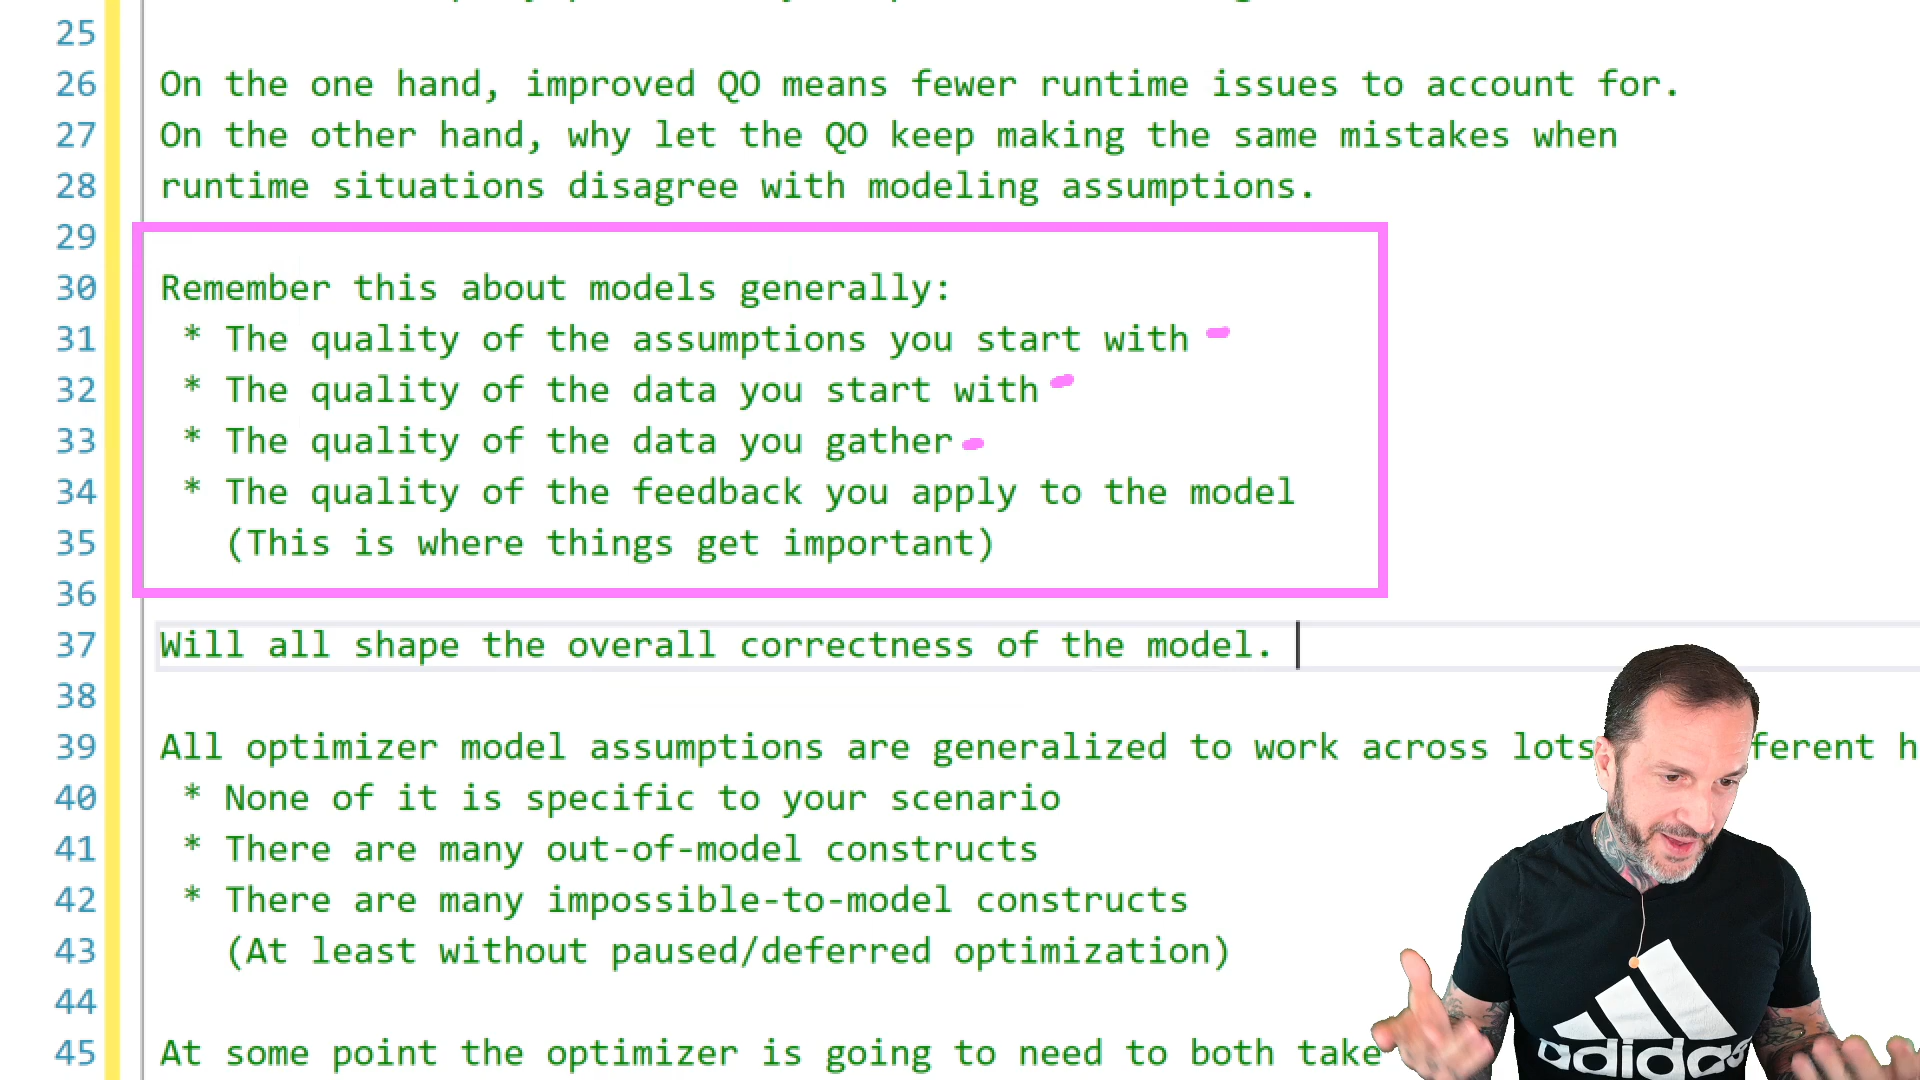 25
26 On the one hand, improved QO means fewer runtime issues to account for.
27 On the other hand, why let the QO keep making the same mistakes when
28 runtime situations disagree with modeling assumptions.
29
30 Remember this about models generally:
31 * The quality of the assumptions you start with
32 * The quality of the data you start with
33 * The quality of the data you gather
34 * The quality of the feedback you apply to the model
35 (This is where things get important)
36
37 Will all shape the overall correctness of the model.
38
39 All optimizer model assumptions are generalized to work across lots
40 * None of it is specific to your scenario
41 * There are many out-of-model constructs
42 * There are many impossible-to-model constructs
43 (At least without paused/deferred optimization)
44
45 At some point the optimizer is going to need to both take
adidas